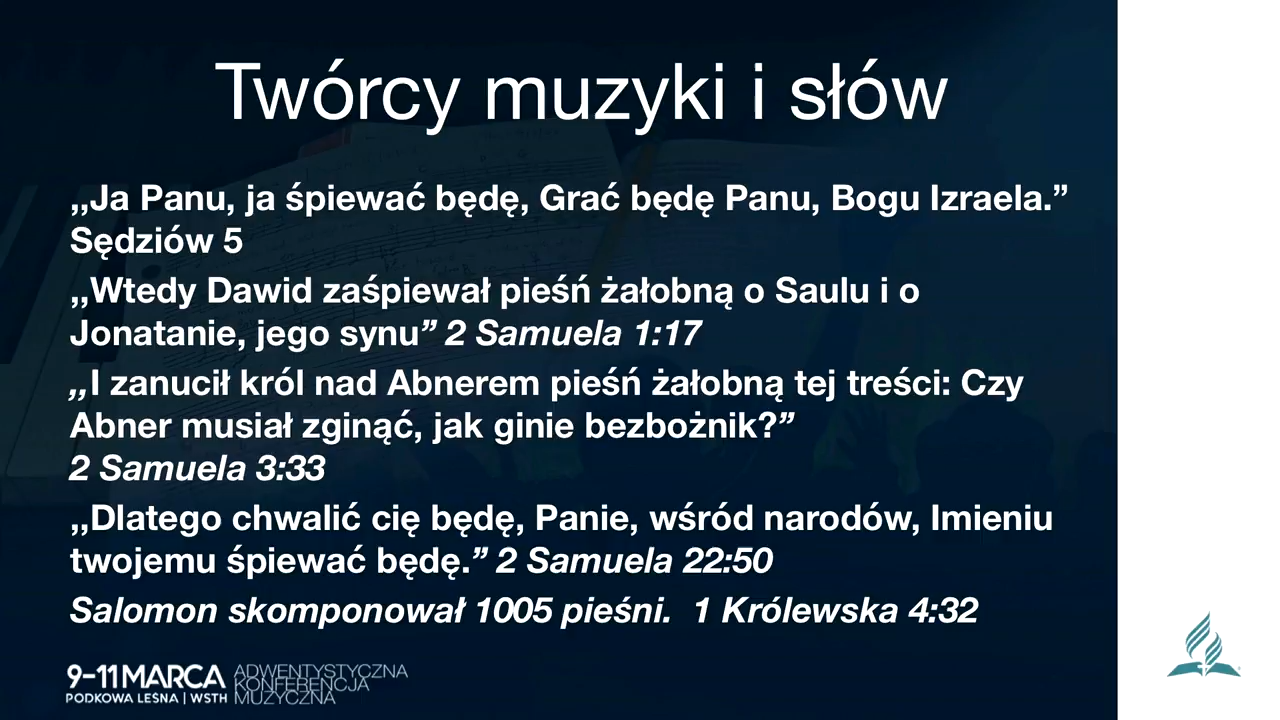 Twórcy muzyki i słów
,,Ja Panu, ja śpiewać będę, Grać będę Panu, Bogu Izraela.”
Sędziów 5
,,Wtedy Dawid zaśpiewał pieśń żałobną o Saulu i o
Jonatanie, jego synu” 2 Samuela 1:17
,,I zanucił król nad Abnerem pieśń żałobną tej treści: Czy
Abner musiał zginąć, jak ginie bezbożnik?”
2 Samuela 3:33
,,Dlatego chwalić cię będę, Panie, wśród narodów, Imieniu
twojemu śpiewać będę.” 2 Samuela 22:50
Salomon skomponował 1005 pieśni. 1 Królewska 4:32
9-11 MARCA
PODKOWA LEŚNA | WSTH
ADWENTYSTYCZNA
KONFERENCJA
MUZYCZNA